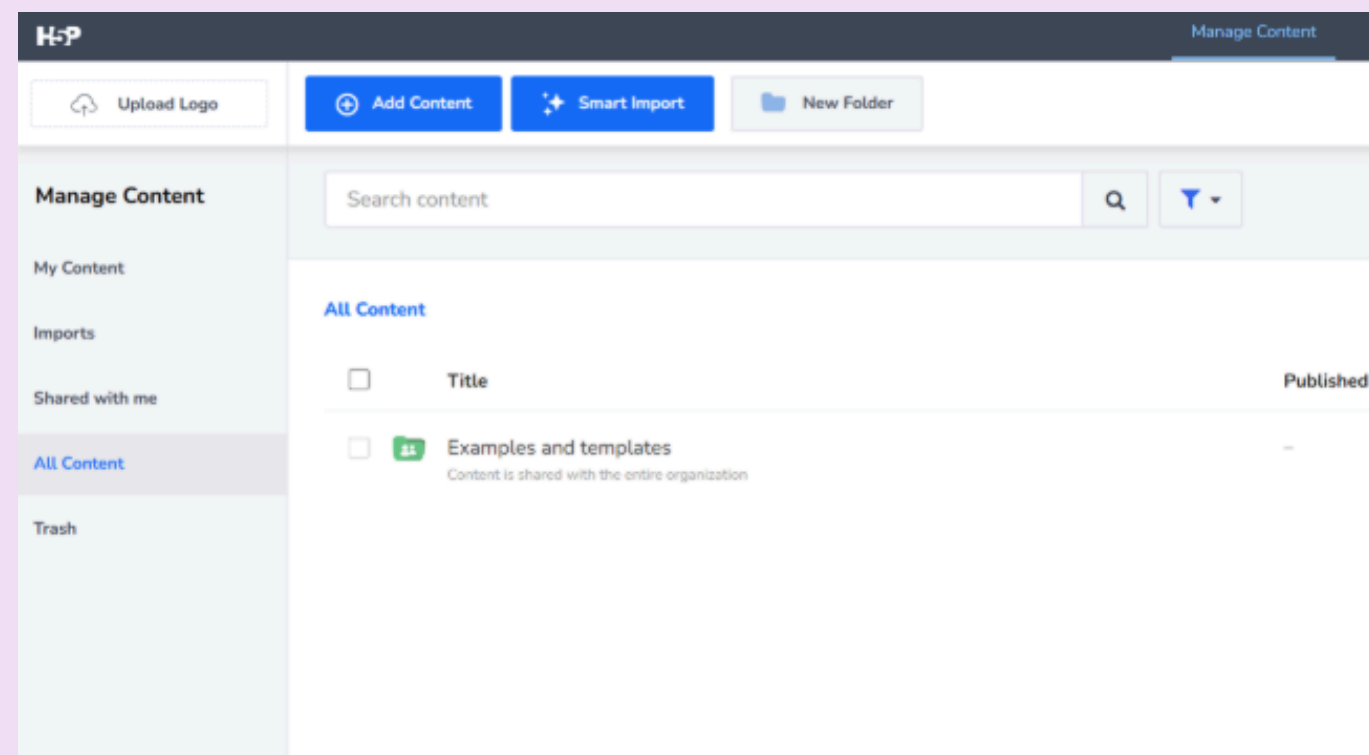 H5P
Manage Content
Upload Logo
Add Content
Smart Import
New Folder
Manage Content
Search content
My Content
All Content
Imports
Title
Published
Shared with me
Examples and templates
–
Content is shared with the entire organization
All Content
Trash